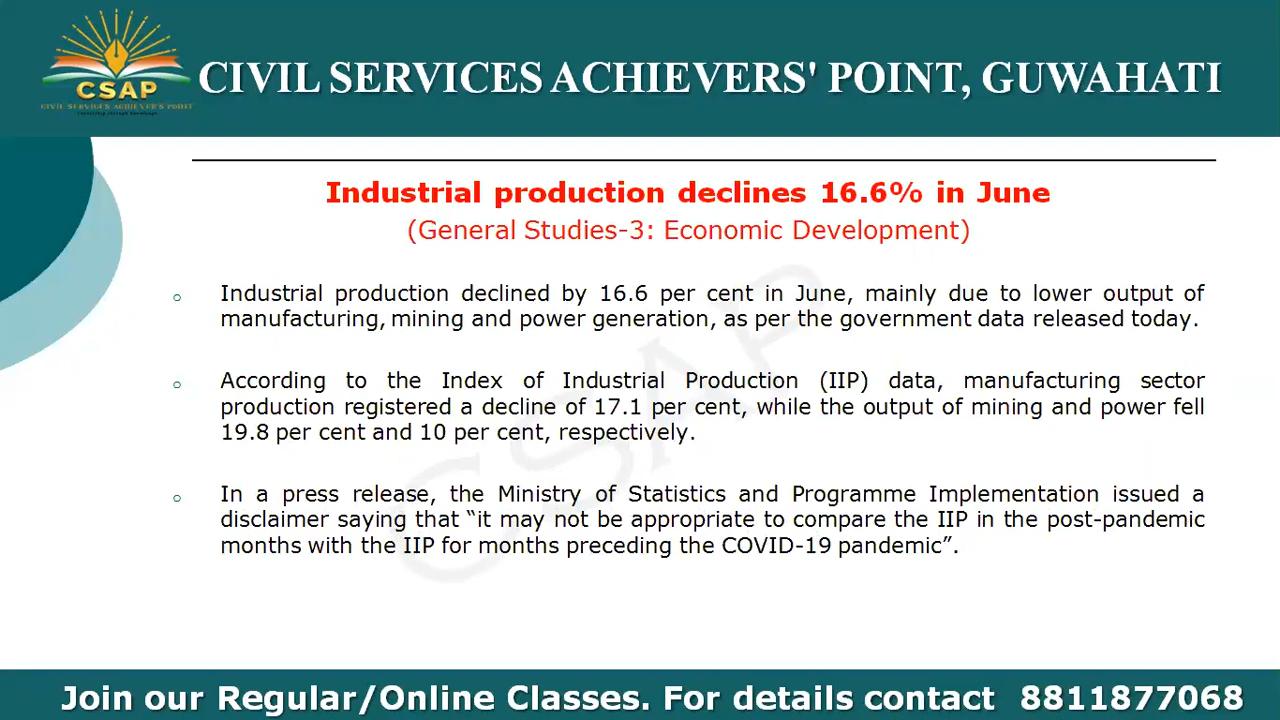 CSAP
CIVIL SERVICES ACHIEVER'S POINT
CIVIL SERVICES ACHIEVERS' POINT, GUWAHATI
Industrial production declines 16.6% in June
(General Studies-3: Economic Development)
Industrial production declined by 16.6 per cent in June, mainly due to lower output of
manufacturing, mining and power generation, as per the government data released today.
According to the Index of Industrial Production (IIP) data, manufacturing sector
production registered a decline of 17.1 per cent, while the output of mining and power fell
19.8 per cent and 10 per cent, respectively.
In a press release, the Ministry of Statistics and Programme Implementation issued a
disclaimer saying that “it may not be appropriate to compare the IIP in the post-pandemic
months with the IIP for months preceding the COVID-19 pandemic”.
CSAP
Join our Regular/Online Classes. For details contact 8811877068